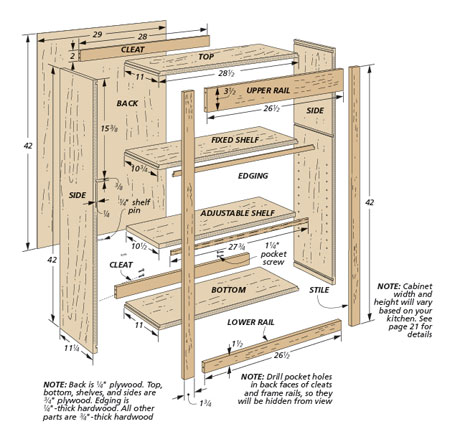 29
28
CLEAT
2
TOP
11
28½
BACK
3½
UPPER RAIL
26½
SIDE
42
15⅜
FIXED SHELF
10¾
EDGING
⅜
SIDE
¼
¼" shelf
pin
ADJUSTABLE SHELF
42
10½
27¾
1¼"
pocket
screw
42
CLEAT
BOTTOM
STILE
11
LOWER RAIL
11¼
1½
26½
1¾
NOTE: Cabinet
width and
height will vary
based on your
kitchen. See
page 21 for
details
NOTE: Back is ¼" plywood. Top,
bottom, shelves, and sides are
¾" plywood. Edging is
¼"-thick hardwood. All other
parts are ¾"-thick hardwood
NOTE: Drill pocket holes
in back faces of cleats
and frame rails, so they
will be hidden from view